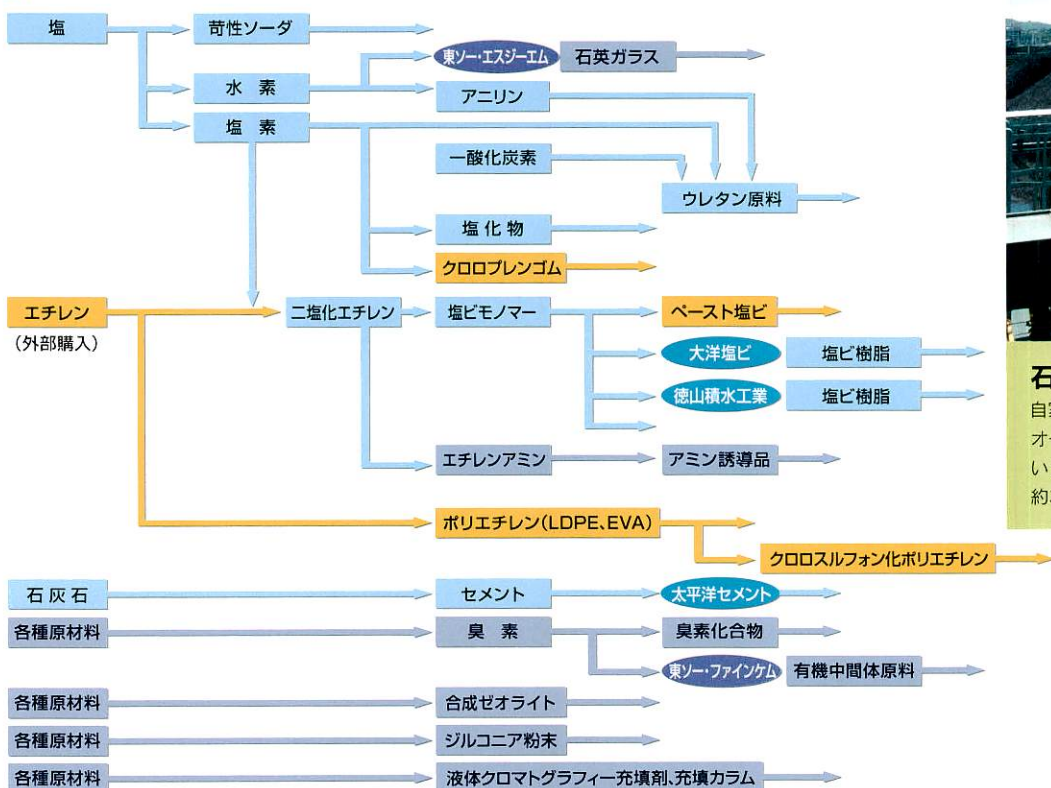 塩
苛性ソーダ
東ソー・エスジーエム
石英ガラス
水素
アニリン
塩素
一酸化炭素
ウレタン原料
塩化物
クロロプレンゴム
エチレン
(外部購入)
二塩化エチレン
塩ビモノマー
ペースト塩ビ
大洋塩ビ
塩ビ樹脂
徳山積水工業
塩ビ樹脂
エチレンアミン
アミン誘導品
ポリエチレン(LDPE、EVA)
クロロスルフォン化ポリエチレン
石灰石
セメント
太平洋セメント
各種原材料
臭素
臭素化合物
東ソー・ファインケム
有機中間体原料
各種原材料
合成ゼオライト
各種原材料
ジルコニア粉末
各種原材料
液体クロマトグラフィー充填剤、充填カラム
石
自
オ
い
約